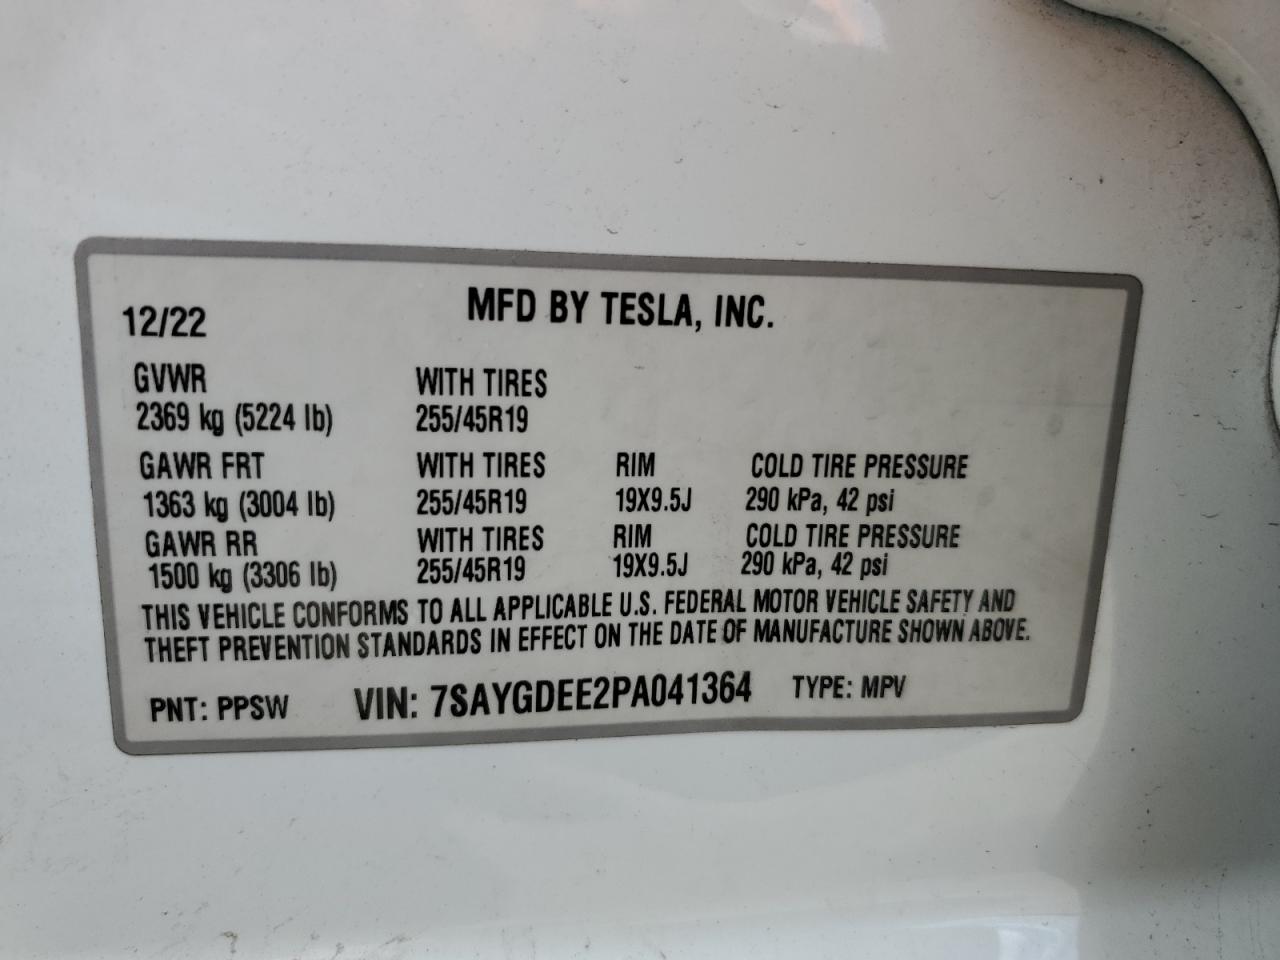 12/22 MFD BY TESLA, INC.
GVWR WITH TIRES
2369 kg (5224 lb) 255/45R19
GAWR FRT WITH TIRES RIM COLD TIRE PRESSURE
1363 kg (3004 lb) 255/45R19 19X9.5J 290 kPa, 42 psi
GAWR RR WITH TIRES RIM COLD TIRE PRESSURE
1500 kg (3306 lb) 255/45R19 19X9.5J 290 kPa, 42 psi
THIS VEHICLE CONFORMS TO ALL APPLICABLE U.S. FEDERAL MOTOR VEHICLE SAFETY AND
THEFT PREVENTION STANDARDS IN EFFECT ON THE DATE OF MANUFACTURE SHOWN ABOVE.
PNT: PPSW VIN: 7SAYGDEE2PA041364 TYPE: MPV